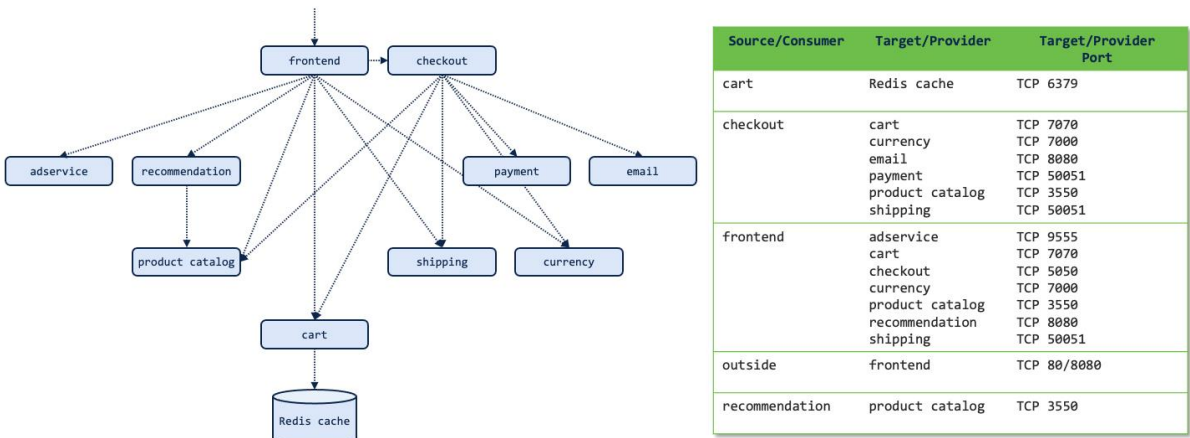 frontend
checkout
adservice
recommendation
payment
email
product catalog
shipping
currency
cart
Redis cache
Source/Consumer Target/Provider Target/Provider
Port
cart Redis cache TCP 6379
checkout cart TCP 7070
currency TCP 7000
email TCP 8080
payment TCP 50051
product catalog TCP 3550
shipping TCP 50051
frontend adservice TCP 9555
cart TCP 7070
checkout TCP 5050
currency TCP 7000
product catalog TCP 3550
recommendation TCP 8080
shipping TCP 50051
outside frontend TCP 80/8080
recommendation product catalog TCP 3550